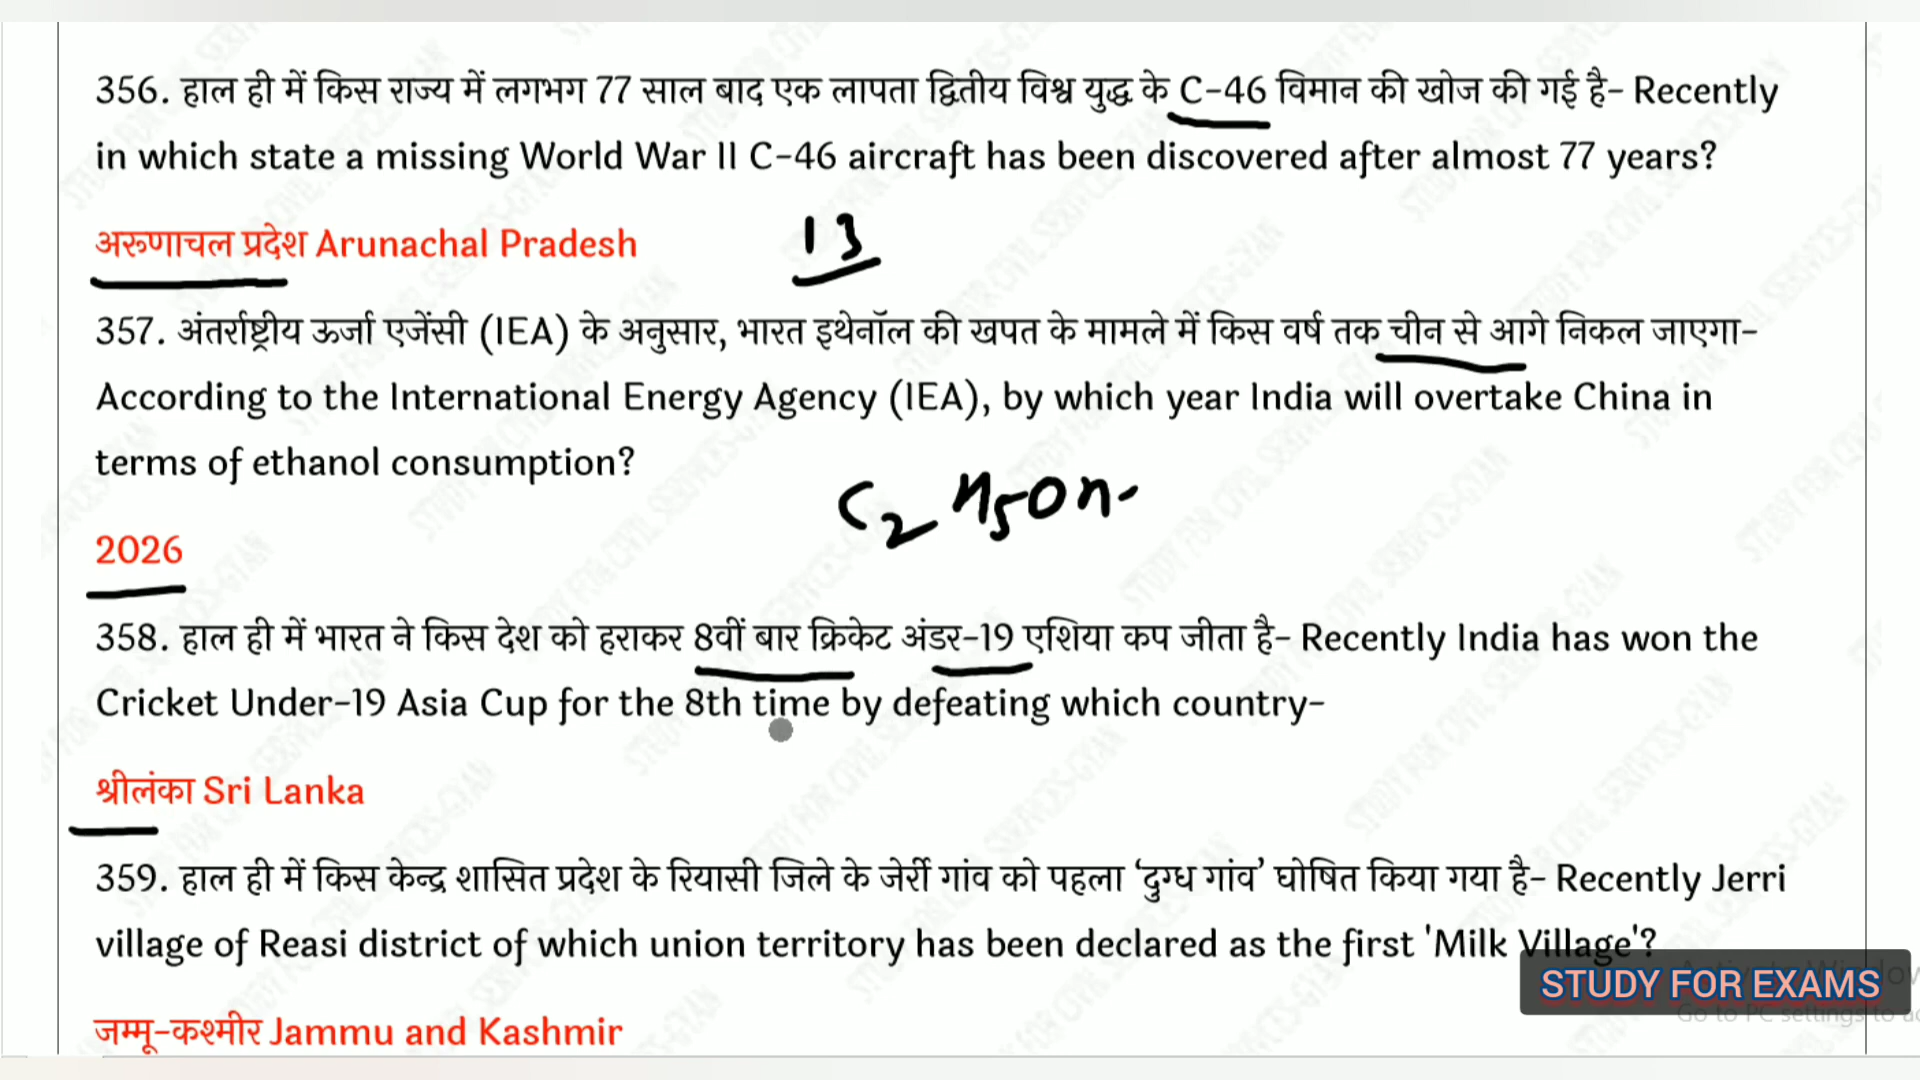 356. हाल ही में किस राज्य में लगभग 77 साल बाद एक लापता द्वितीय विश्व युद्ध के C-46 विमान की खोज की गई है- Recently
in which state a missing World War II C-46 aircraft has been discovered after almost 77 years?
अरूणाचल प्रदेश Arunachal Pradesh
13
357. अंतर्राष्ट्रीय ऊर्जा एजेंसी (IEA) के अनुसार, भारत इथेनॉल की खपत के मामले में किस वर्ष तक चीन से आगे निकल जाएगा-
According to the International Energy Agency (IEA), by which year India will overtake China in
terms of ethanol consumption?
C2H5OH
2026
358. हाल ही में भारत ने किस देश को हराकर 8वीं बार क्रिकेट अंडर-19 एशिया कप जीता है- Recently India has won the
Cricket Under-19 Asia Cup for the 8th time by defeating which country-
श्रीलंका Sri Lanka
359. हाल ही में किस केन्द्र शासित प्रदेश के रियासी जिले के जेर्री गांव को पहला ‘दुग्ध गांव’ घोषित किया गया है- Recently Jerri
village of Reasi district of which union territory has been declared as the first 'Milk Village'?
STUDY FOR EXAMS
Go to PC settings to
जम्मू-कश्मीर Jammu and Kashmir